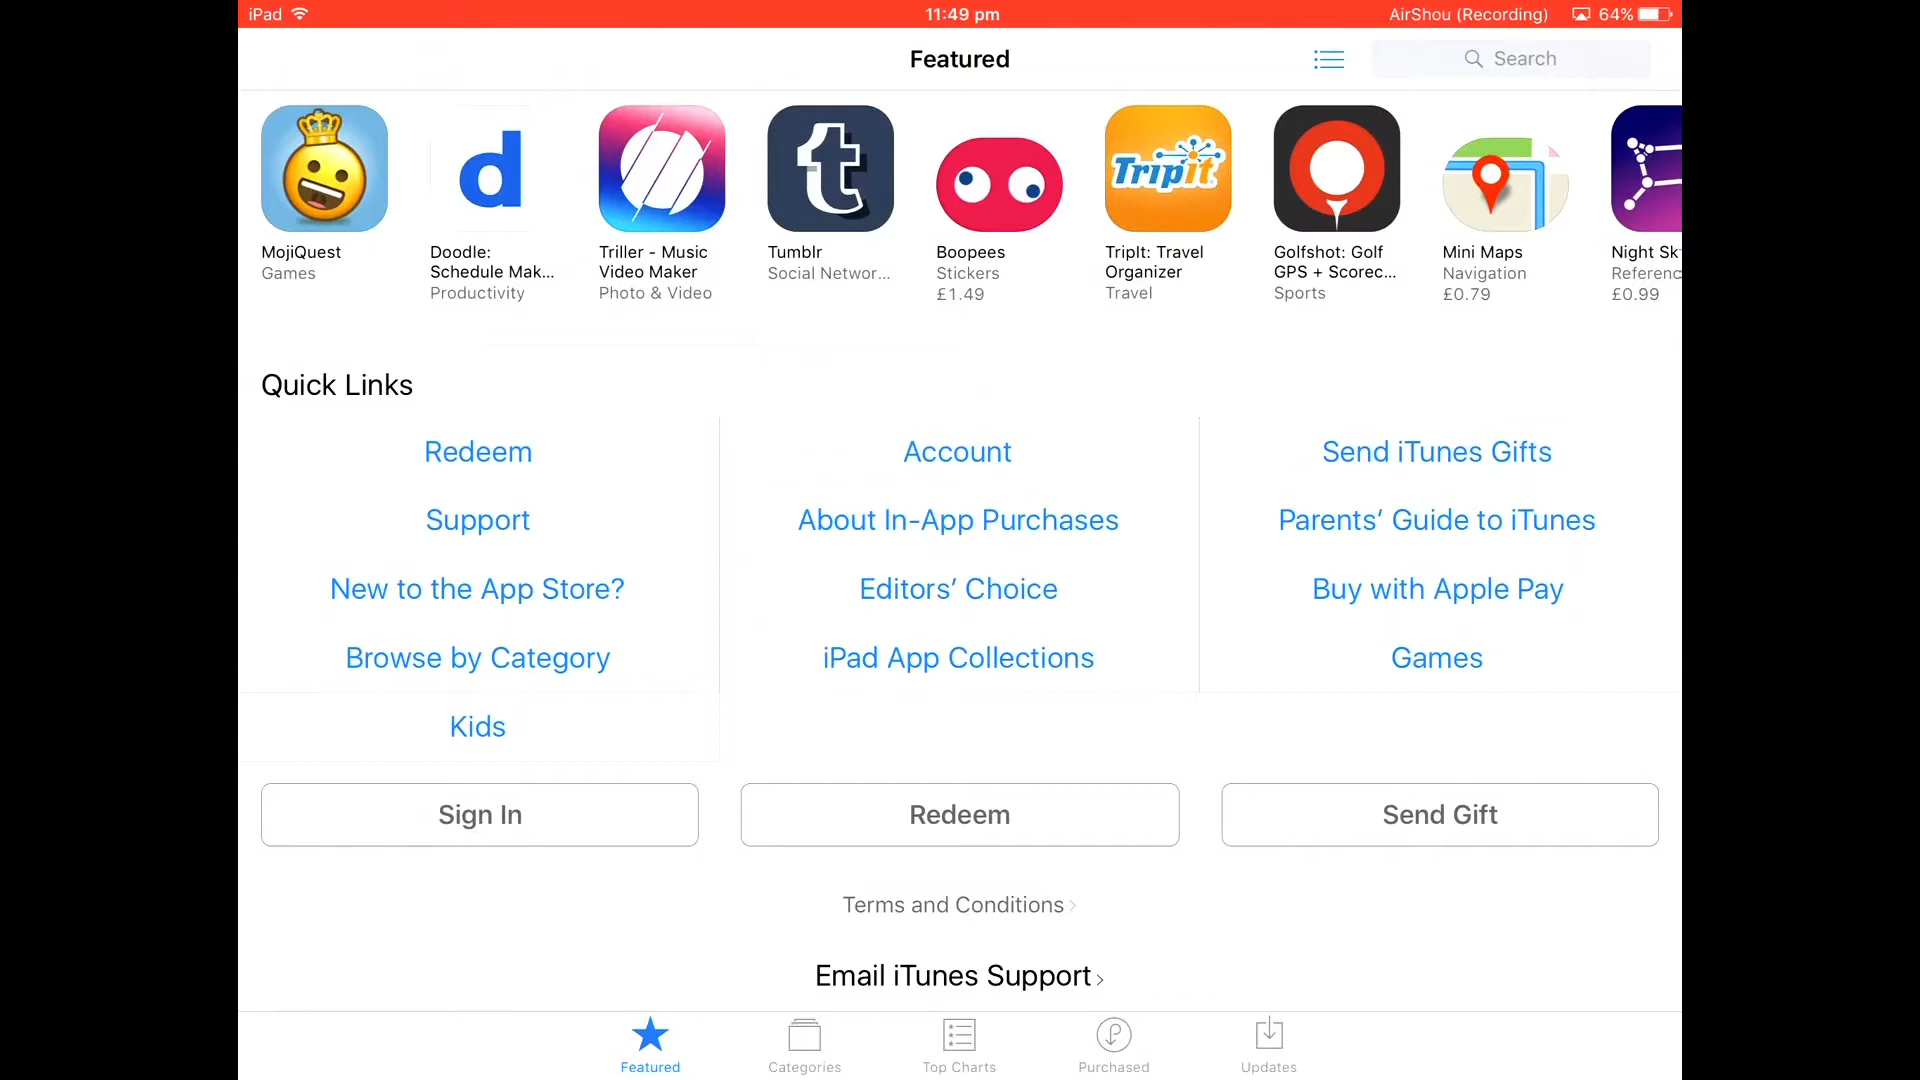 iPad 11:49 pm AirShou (Recording) 64%
Featured Search
d t TripIt
MojiQuest
Games
Doodle:
Schedule Mak...
Productivity
Triller - Music
Video Maker
Photo & Video
Tumblr
Social Networ...
Boopees
Stickers
£1.49
TripIt: Travel
Organizer
Travel
Golfshot: Golf
GPS + Scorec...
Sports
Mini Maps
Navigation
£0.79
Night Sk
Referenc
£0.99
Quick Links
Redeem Account Send iTunes Gifts
Support About In-App Purchases Parents’ Guide to iTunes
New to the App Store? Editors’ Choice Buy with Apple Pay
Browse by Category iPad App Collections Games
Kids
Sign In Redeem Send Gift
Terms and Conditions
Email iTunes Support
Featured Categories Top Charts Purchased Updates